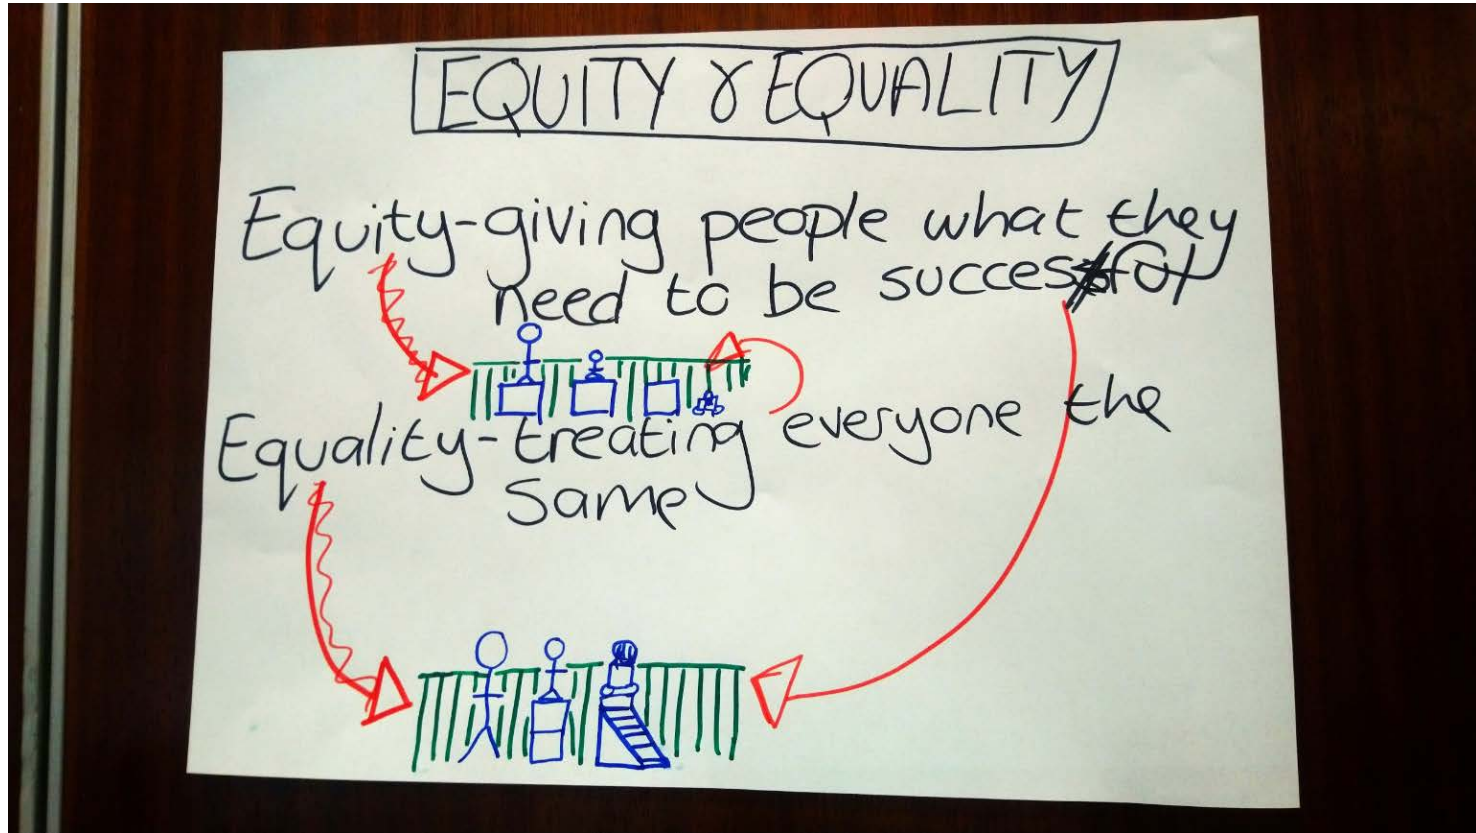 EQUITY & EQUALITY
Equity-giving people what they
need to be successful
Equality-treating everyone the
same